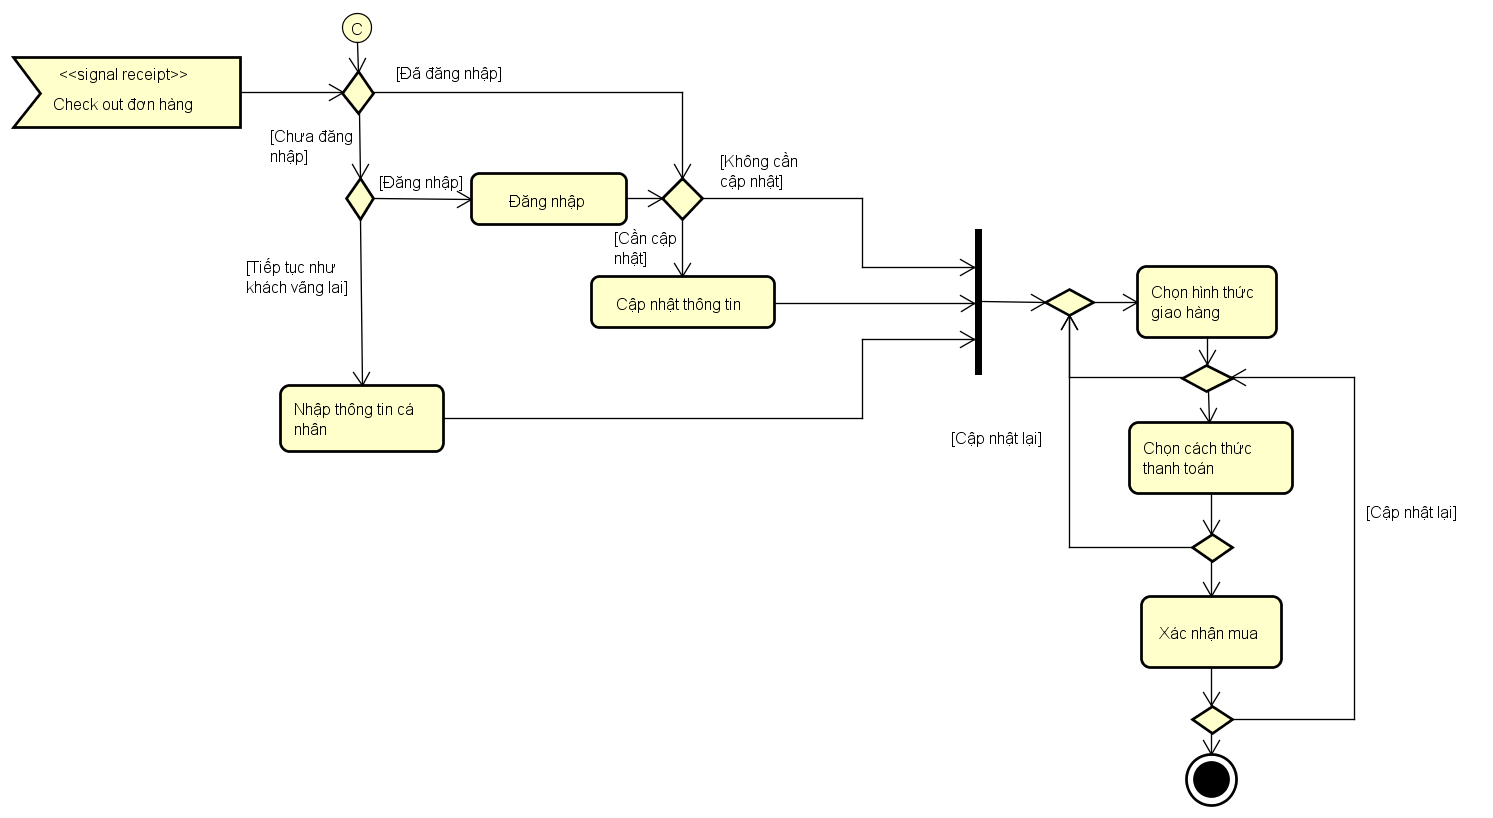 C
<<signal receipt>>
Check out đơn hàng
[Đã đăng nhập]
[Chưa đăng
nhập]
[Đăng nhập]
Đăng nhập
[Không cần
cập nhật]
[Cần cập
nhật]
[Tiếp tục như
khách vãng lai]
Cập nhật thông tin
Chọn hình thức
giao hàng
Nhập thông tin cá
nhân
[Cập nhật lại]
Chọn cách thức
thanh toán
[Cập nhật lại]
Xác nhận mua